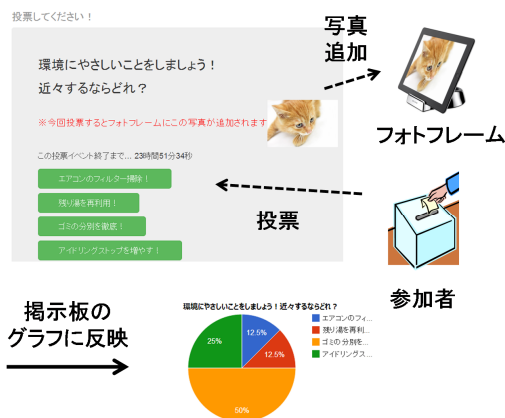 投票してください！
写真
追加
環境にやさしいことをしましょう！
近々するならどれ？
※今回投票するとフォトフレームにこの写真が追加されます
フォトフレーム
この投票イベント終了まで... 23時間51分34秒
エアコンのフィルター掃除！
残り湯を再利用！
ゴミの分別を徹底！
アイドリングストップを増やす！
投票
参加者
掲示板の
グラフに反映
環境にやさしいことをしましょう！近々するならどれ？
エアコンのフィ...
残り湯を再利...
ゴミの分別を...
アイドリングス...
12.5%
12.5%
25%
50%